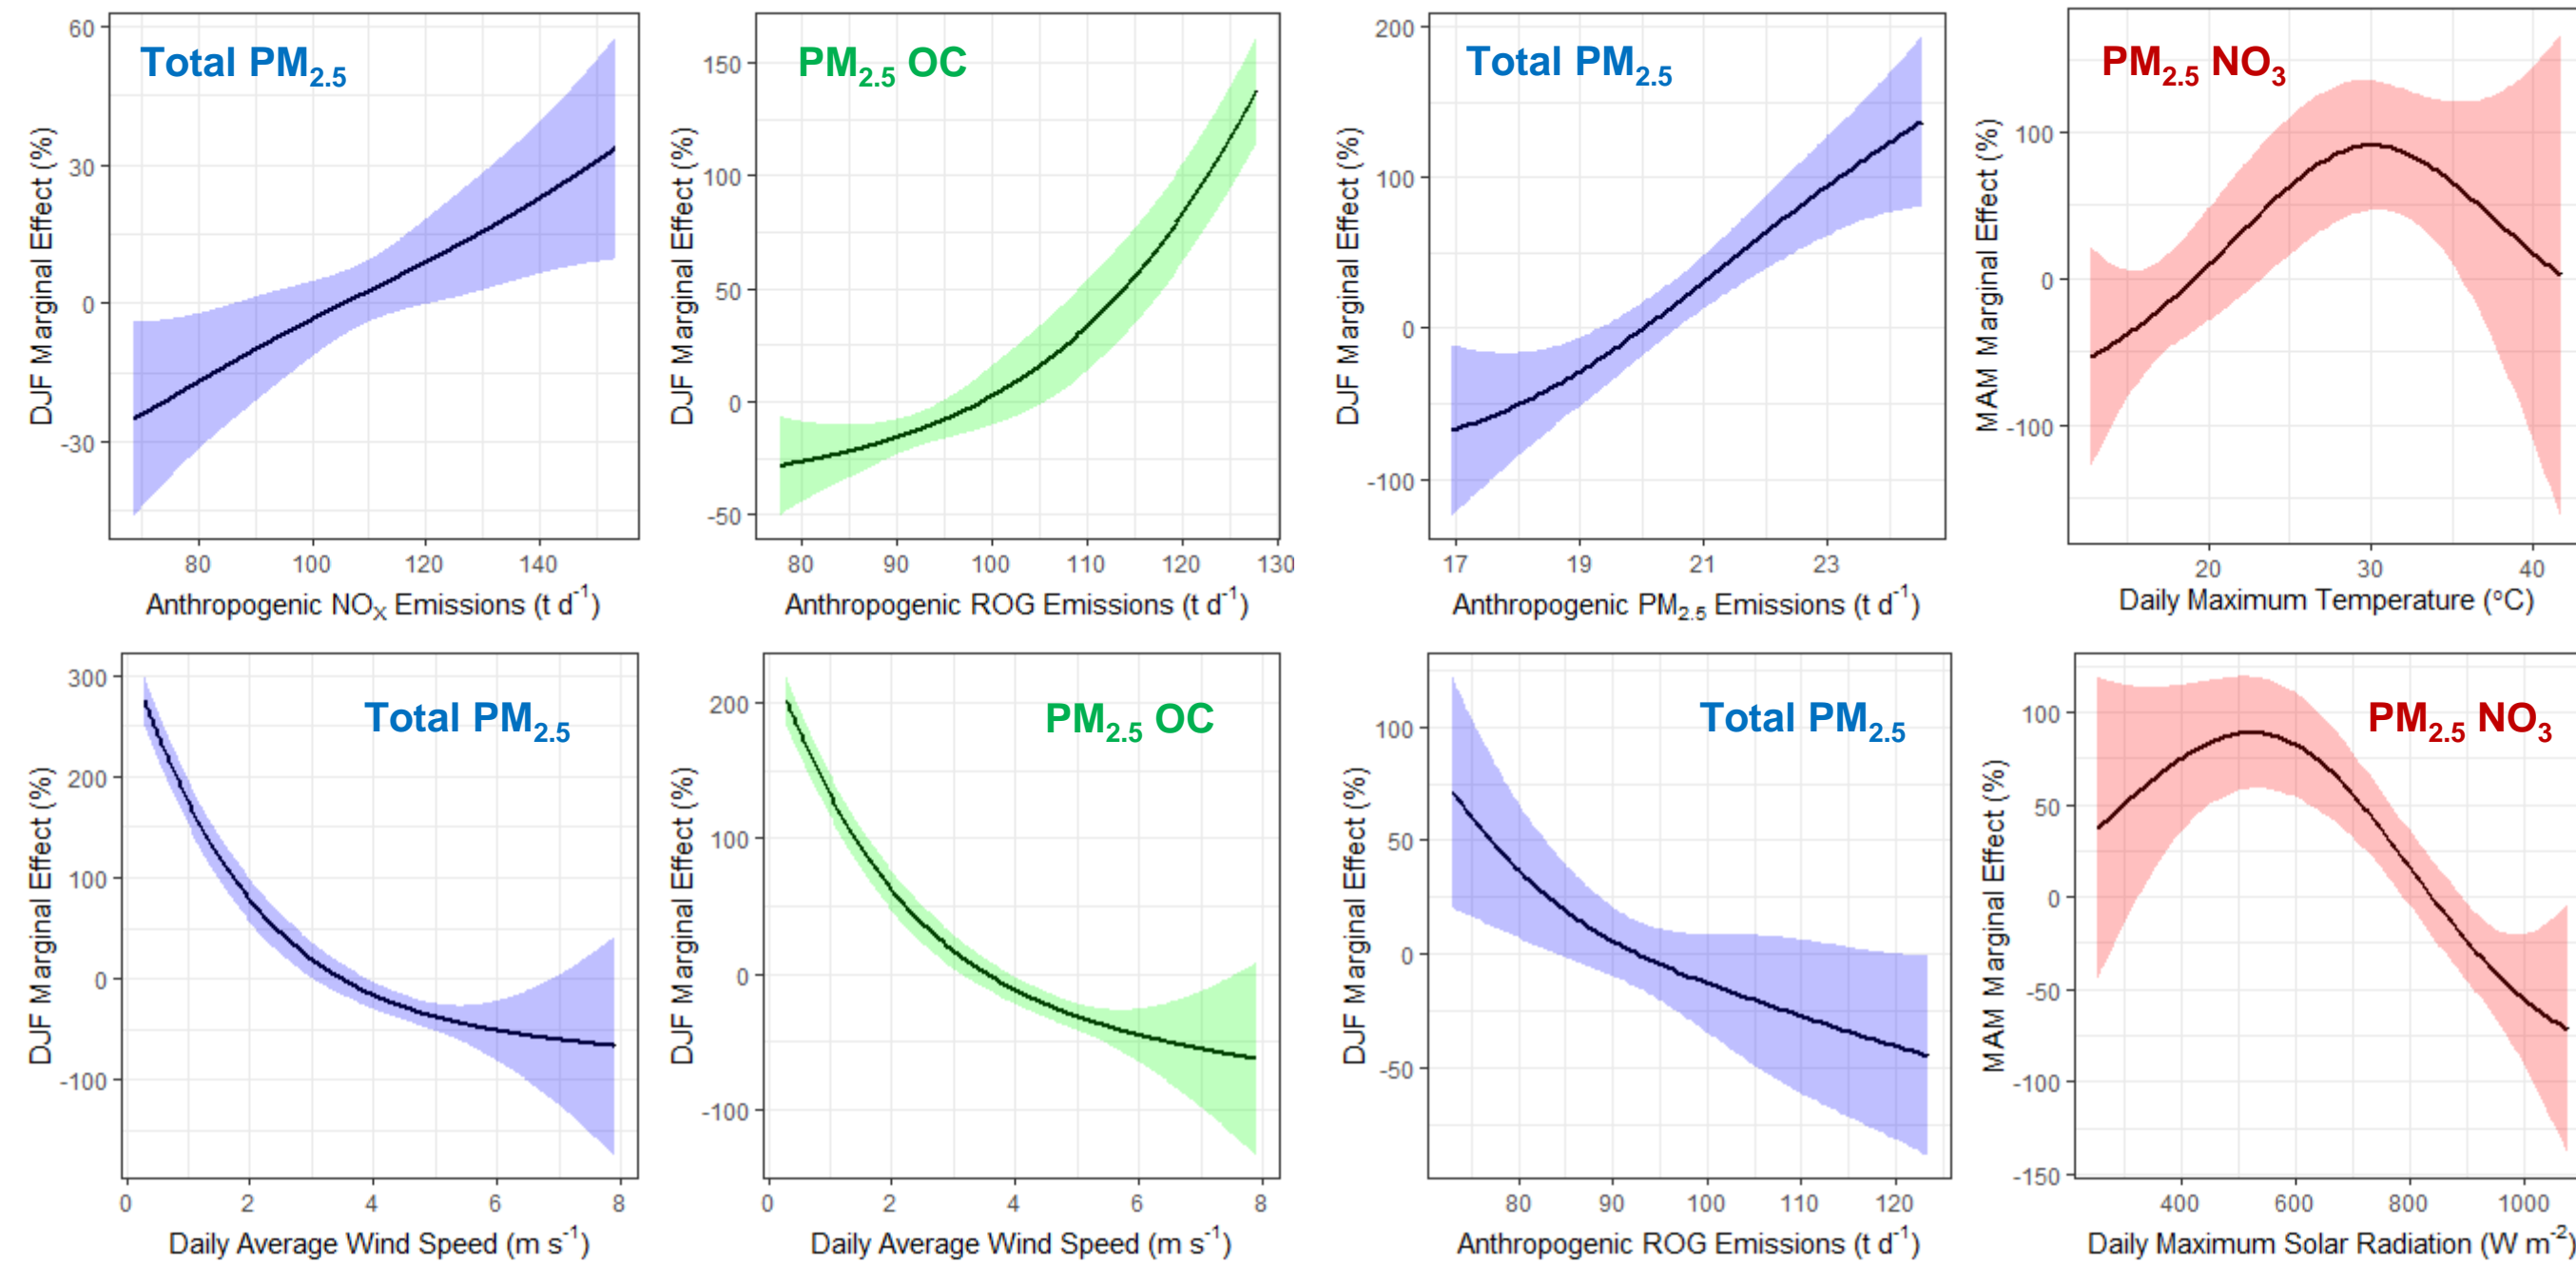 Total PM2.5
DJF Marginal Effect (%)
60
30
0
-30
80 100 120 140
Anthropogenic NOX Emissions (t d-1)
PM2.5 OC
DJF Marginal Effect (%)
150
100
50
0
-50
80 90 100 110 120 130
Anthropogenic ROG Emissions (t d-1)
Total PM2.5
DJF Marginal Effect (%)
200
100
0
-100
17 19 21 23
Anthropogenic PM2.5 Emissions (t d-1)
PM2.5 NO3
MAM Marginal Effect (%)
100
0
-100
20 30 40
Daily Maximum Temperature (°C)
Total PM2.5
DJF Marginal Effect (%)
300
200
100
0
-100
0 2 4 6 8
Daily Average Wind Speed (m s-1)
PM2.5 OC
DJF Marginal Effect (%)
200
100
0
-100
0 2 4 6 8
Daily Average Wind Speed (m s-1)
Total PM2.5
DJF Marginal Effect (%)
100
50
0
-50
80 90 100 110 120
Anthropogenic ROG Emissions (t d-1)
PM2.5 NO3
MAM Marginal Effect (%)
100
50
0
-50
-100
-150
400 600 800 1000
Daily Maximum Solar Radiation (W m-2)